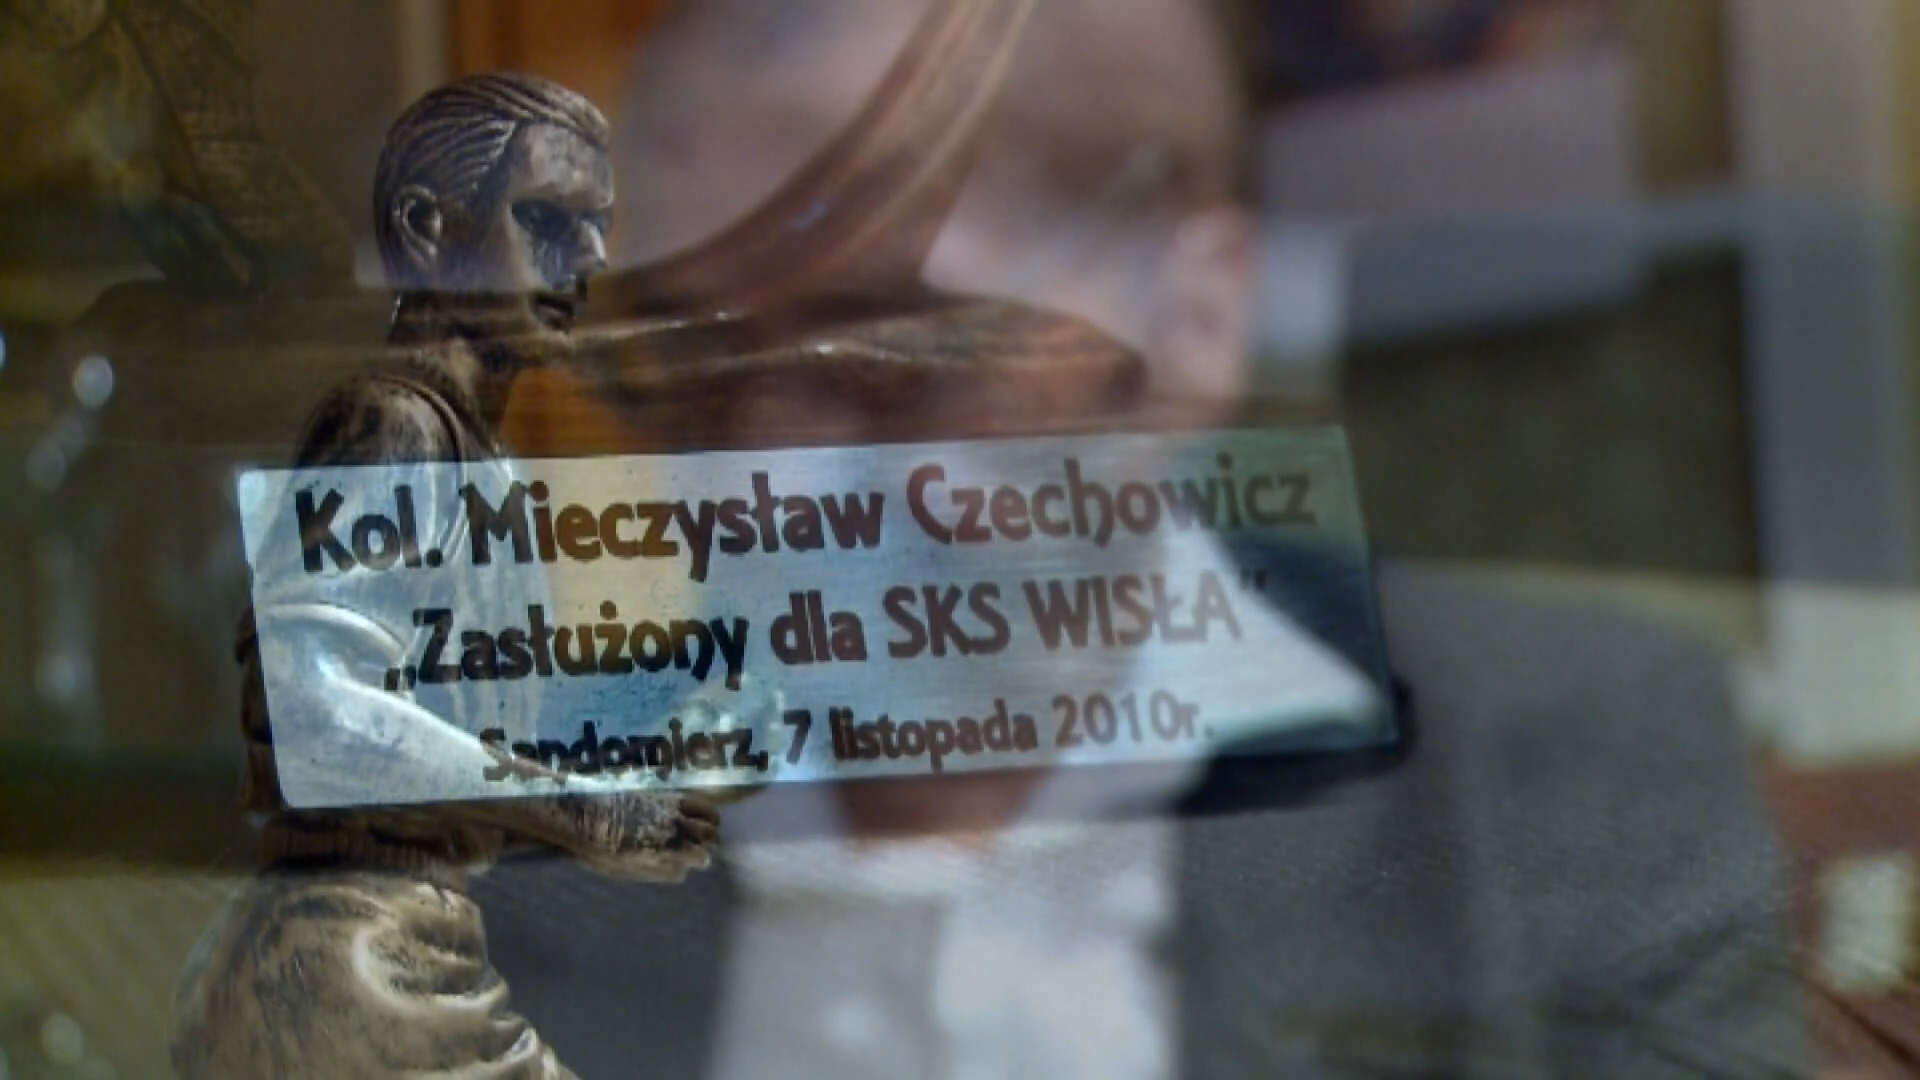 Kol. Mieczysław Czechowicz
„Zasłużony dla SKS WISŁA”
Sandomierz, 7 listopada 2010r.